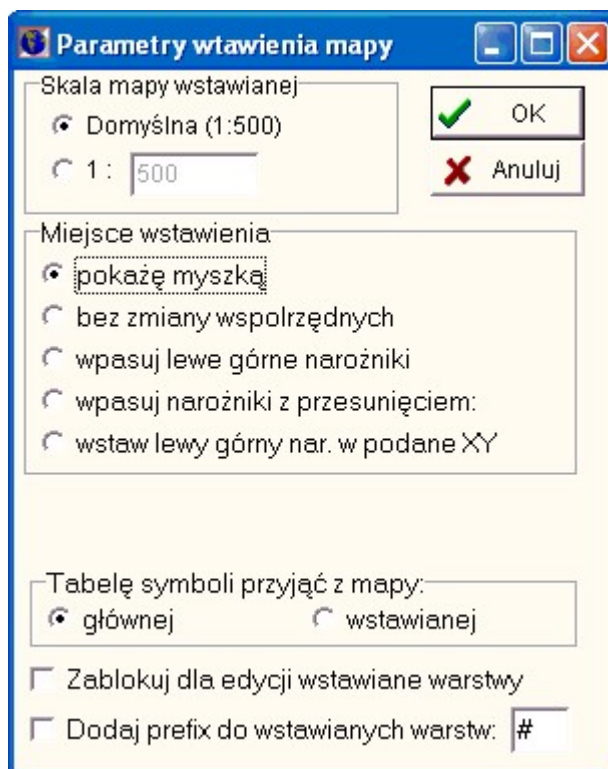 Parametry wtawienia mapy
Skala mapy wstawianej
Domyślna (1:500)
1 : 500
OK
Anuluj
Miejsce wstawienia
pokażę myszką
bez zmiany wspolrzędnych
wpasuj lewe górne narożniki
wpasuj narożniki z przesunięciem:
wstaw lewy górny nar. w podane XY
Tabelę symboli przyjąć z mapy:
głównej wstawianej
Zablokuj dla edycji wstawiane warstwy
Dodaj prefix do wstawianych warstw: #